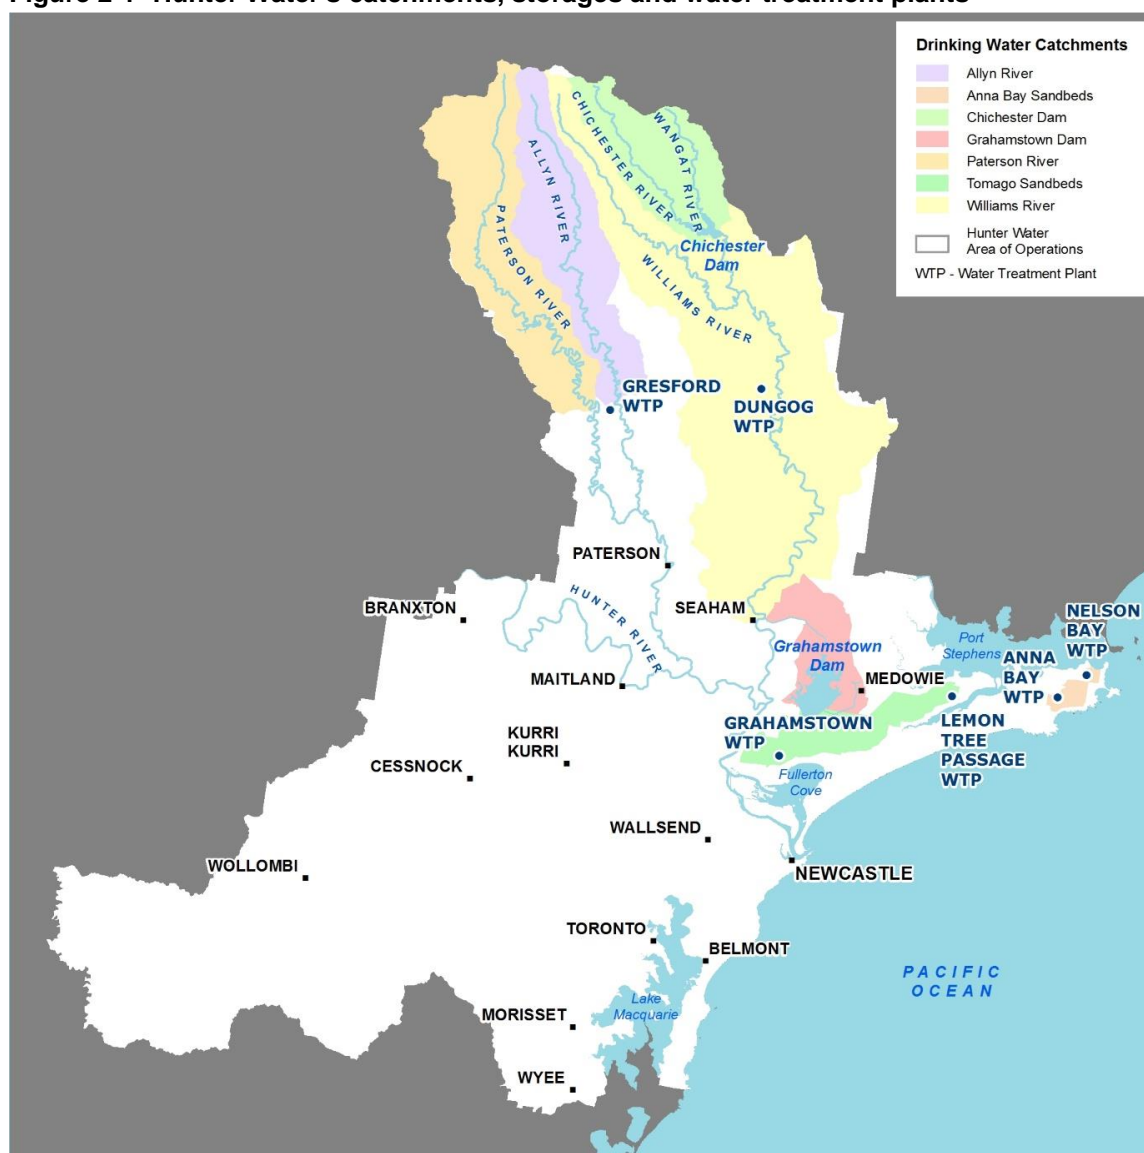 Figure Hunter Water's catchments, storages and water treatment plants
Drinking Water Catchments
Allyn River
Anna Bay Sandbeds
Chichester Dam
Grahamstown Dam
Paterson River
Tomago Sandbeds
Williams River
Hunter Water
Area of Operations
WTP - Water Treatment Plant
CHICHESTER RIVER
WANGAT RIVER
ALLYN RIVER
PATERSON RIVER
Chichester
Dam
WILLIAMS RIVER
GRESFORD
WTP
DUNGOG
WTP
PATERSON
HUNTER RIVER
BRANXTON
SEAHAM
NELSON
BAY
WTP
Port
Stephens
Grahamstown
Dam
ANNA
BAY
WTP
MAITLAND
MEDOWIE
GRAHAMSTOWN
WTP
LEMON
TREE
PASSAGE
WTP
KURRI
KURRI
CESSNOCK
Fullerton
Cove
WALLSEND
WOLLOMBI
NEWCASTLE
TORONTO
BELMONT
PACIFIC
OCEAN
Lake
Macquarie
MORISSET
WYEE